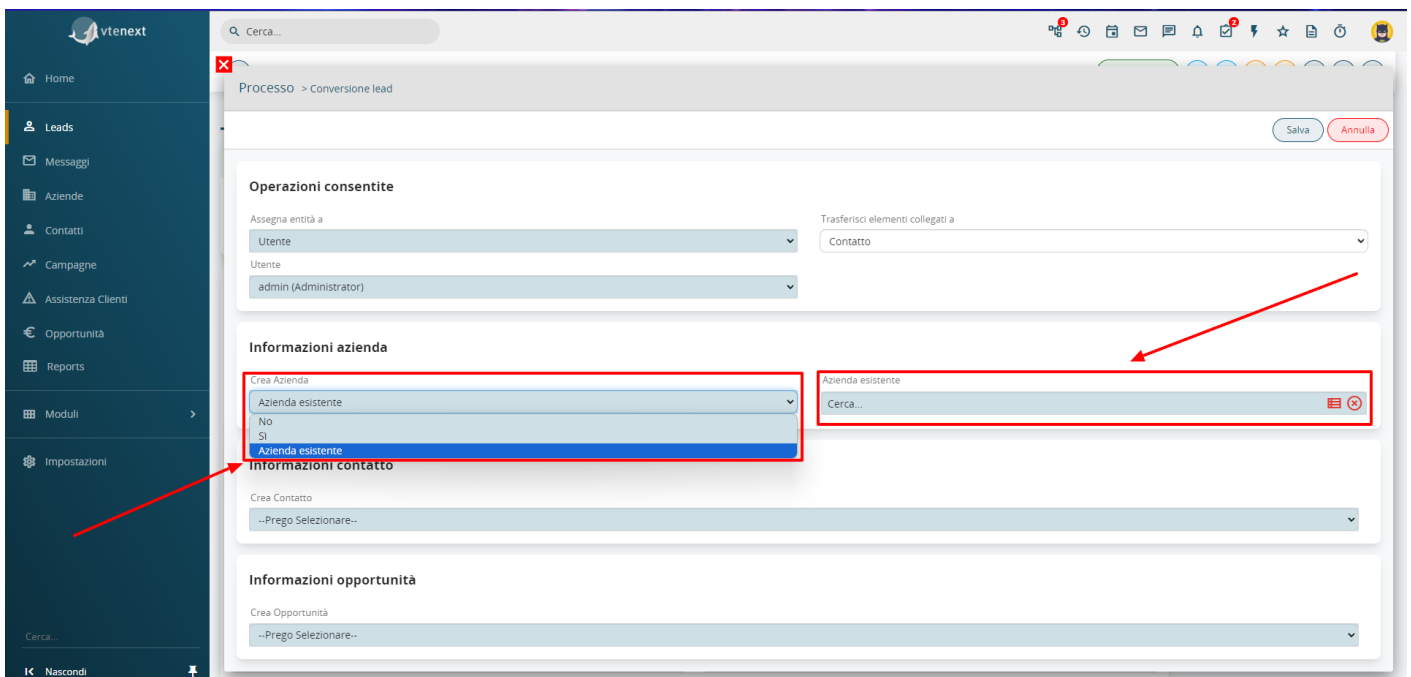 vtenext
Cerca...
3
2
Home
Processo > Conversione lead
Leads
Salva
Annulla
Messaggi
Aziende
Contatti
Campagne
Assistenza Clienti
Opportunità
Reports
Moduli
Impostazioni
Cerca...
Nascondi
Operazioni consentite
Assegna entità a
Trasferisci elementi collegati a
Utente
Contatto
Utente
admin (Administrator)
Informazioni azienda
Crea Azienda
Azienda esistente
Azienda esistente
Cerca...
No
Sì
Azienda esistente
Informazioni contatto
Crea Contatto
--Prego Selezionare--
Informazioni opportunità
Crea Opportunità
--Prego Selezionare--